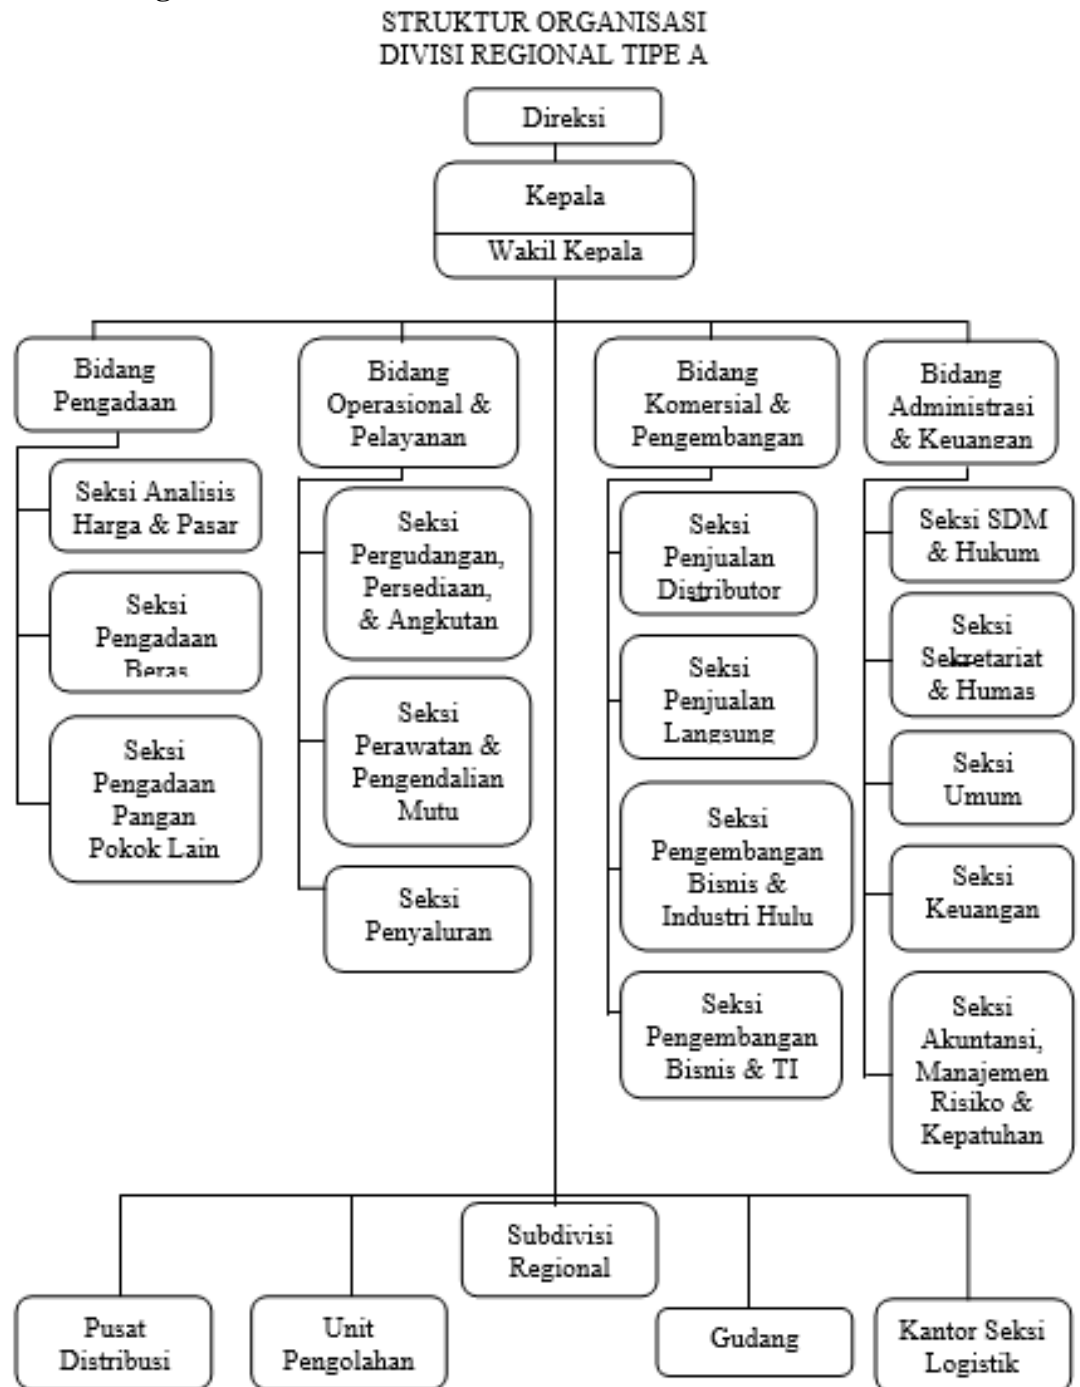 STRUKTUR ORGANISASI
DIVISI REGIONAL TIPE A
Direksi
Kepala
Wakil Kepala
Bidang
Pengadaan
Seksi Analisis
Harga & Pasar
Seksi
Pengadaan
Beras
Seksi
Pengadaan
Pangan
Pokok Lain
Bidang
Operasional &
Pelayanan
Seksi
Pergudangan,
Persediaan,
& Angkutan
Seksi
Perawatan &
Pengendalian
Mutu
Seksi
Penyaluran
Bidang
Komersial &
Pengembangan
Seksi
Penjualan
Distributor
Seksi
Penjualan
Langsung
Seksi
Pengembangan
Bisnis &
Industri Hulu
Seksi
Pengembangan
Bisnis & TI
Bidang
Administrasi
& Keuangan
Seksi SDM
& Hukum
Seksi
Sekretariat
& Humas
Seksi
Umum
Seksi
Keuangan
Seksi
Akuntansi,
Manajemen
Risiko &
Kepatuhan
Subdivisi
Regional
Pusat
Distribusi
Unit
Pengolahan
Gudang
Kantor Seksi
Logistik